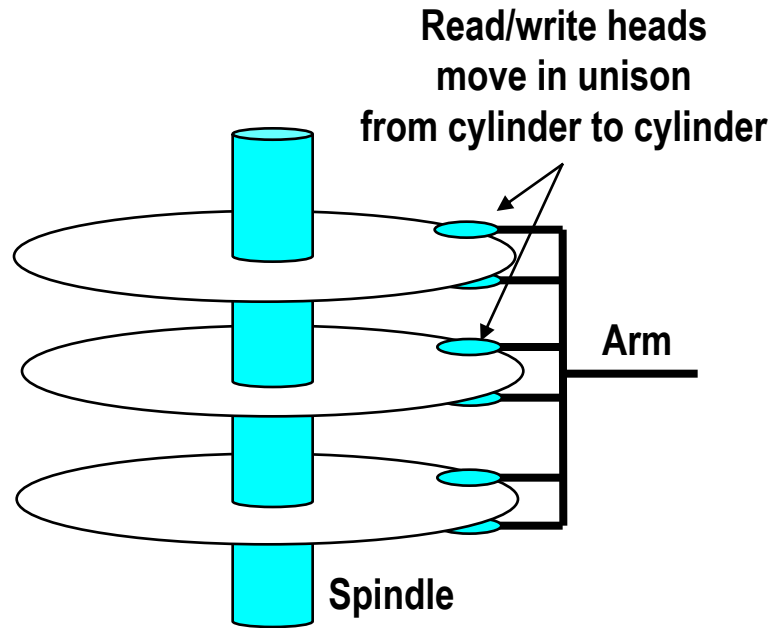 Read/write heads
move in unison
from cylinder to cylinder
Arm
Spindle